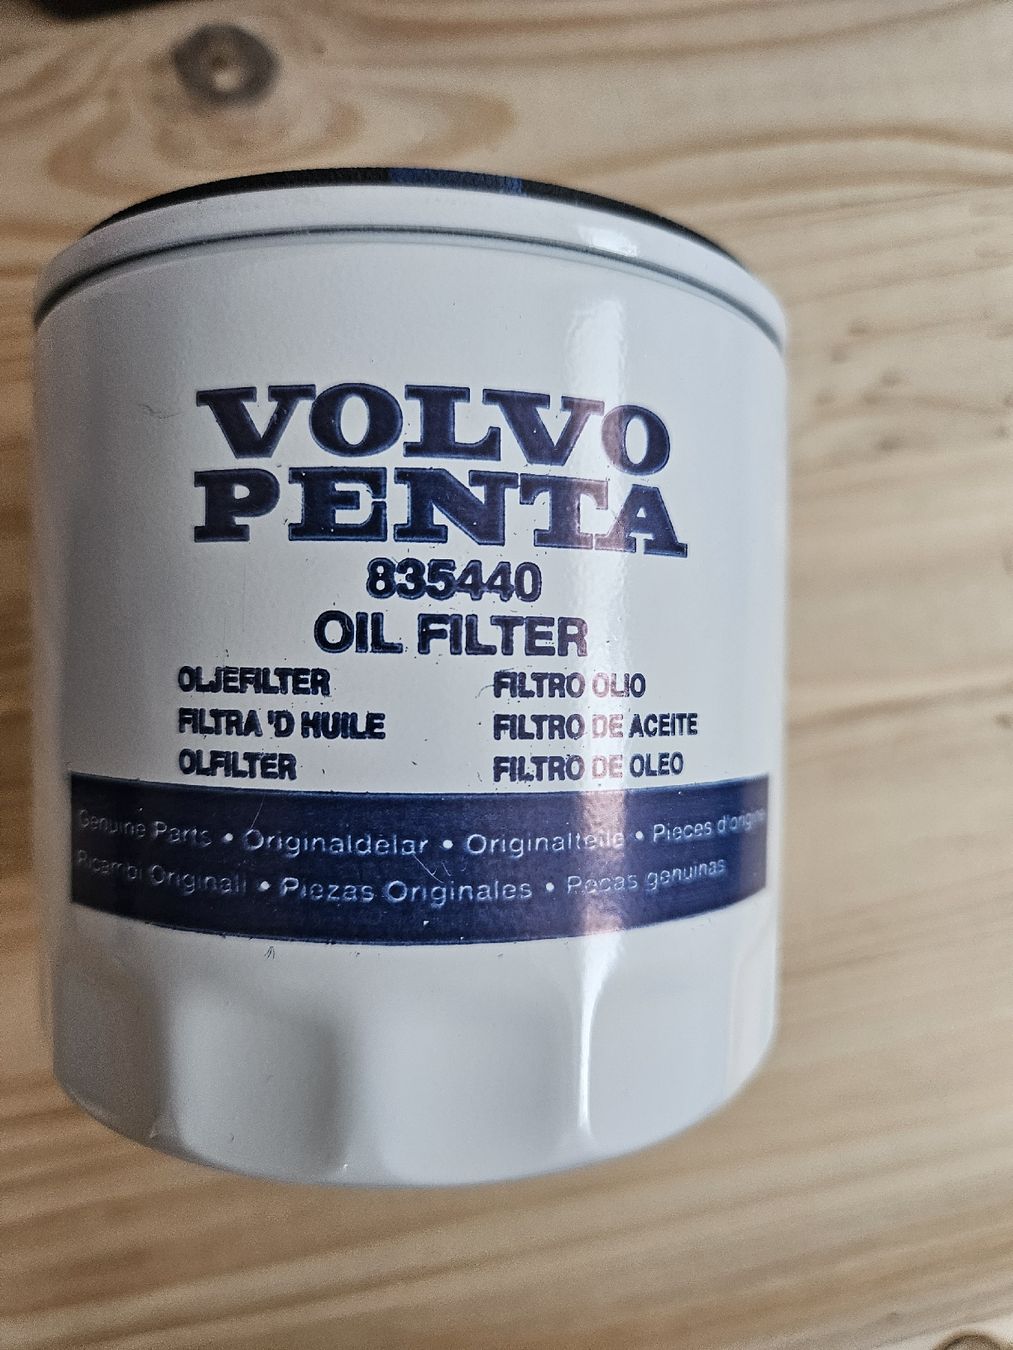 VOLVO
PENTA
835440
OIL FILTER
OLJEFILTER FILTRO OLIO
FILTRA 'D HUILE FILTRO DE ACEITE
OLFILTER FILTRO DE OLEO
Genuine Parts • Originaldelar • Originalteile • Pieces d'origine
Ricambi Originali • Piezas Originales • Pecas genuinas